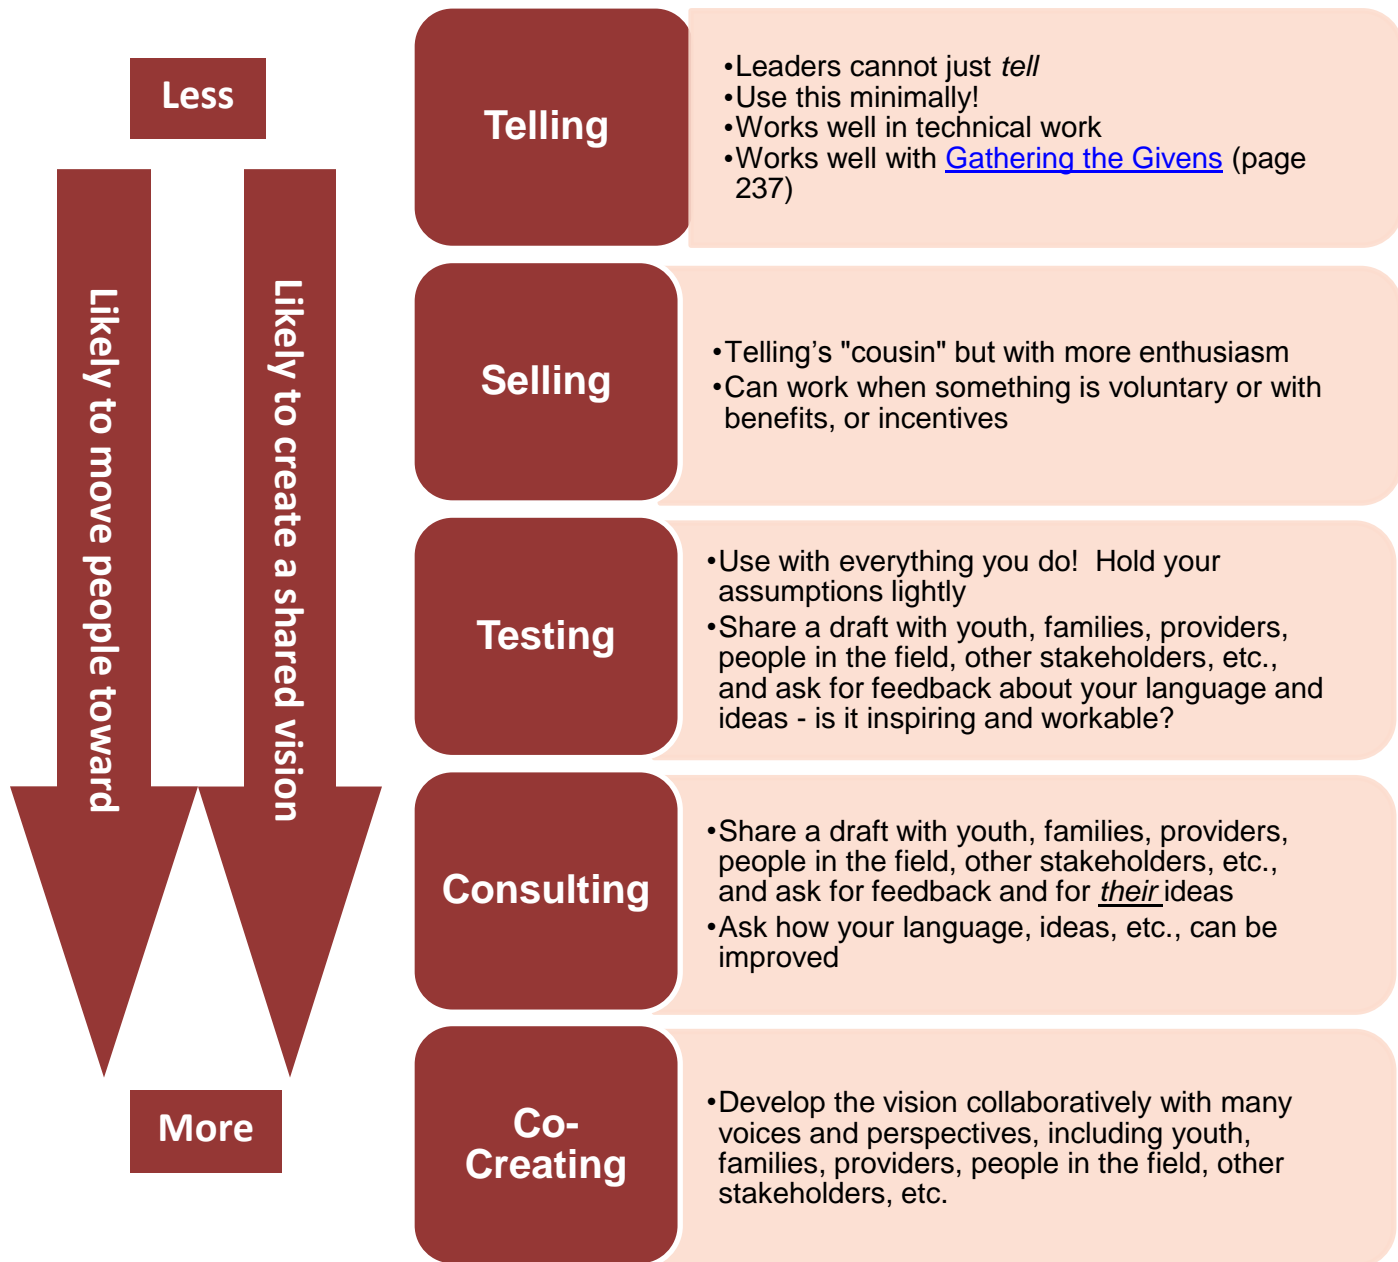 Less
Likely to move people toward
Likely to create a shared vision
More
Telling
•Leaders cannot just tell
•Use this minimally!
•Works well in technical work
•Works well with Gathering the Givens (page
237)
Selling
•Telling’s "cousin" but with more enthusiasm
•Can work when something is voluntary or with
benefits, or incentives
Testing
•Use with everything you do!  Hold your
assumptions lightly
•Share a draft with youth, families, providers,
people in the field, other stakeholders, etc.,
and ask for feedback about your language and
ideas - is it inspiring and workable?
Consulting
•Share a draft with youth, families, providers,
people in the field, other stakeholders, etc.,
and ask for feedback and for their ideas
•Ask how your language, ideas, etc., can be
improved
Co-
Creating
•Develop the vision collaboratively with many
voices and perspectives, including youth,
families, providers, people in the field, other
stakeholders, etc.